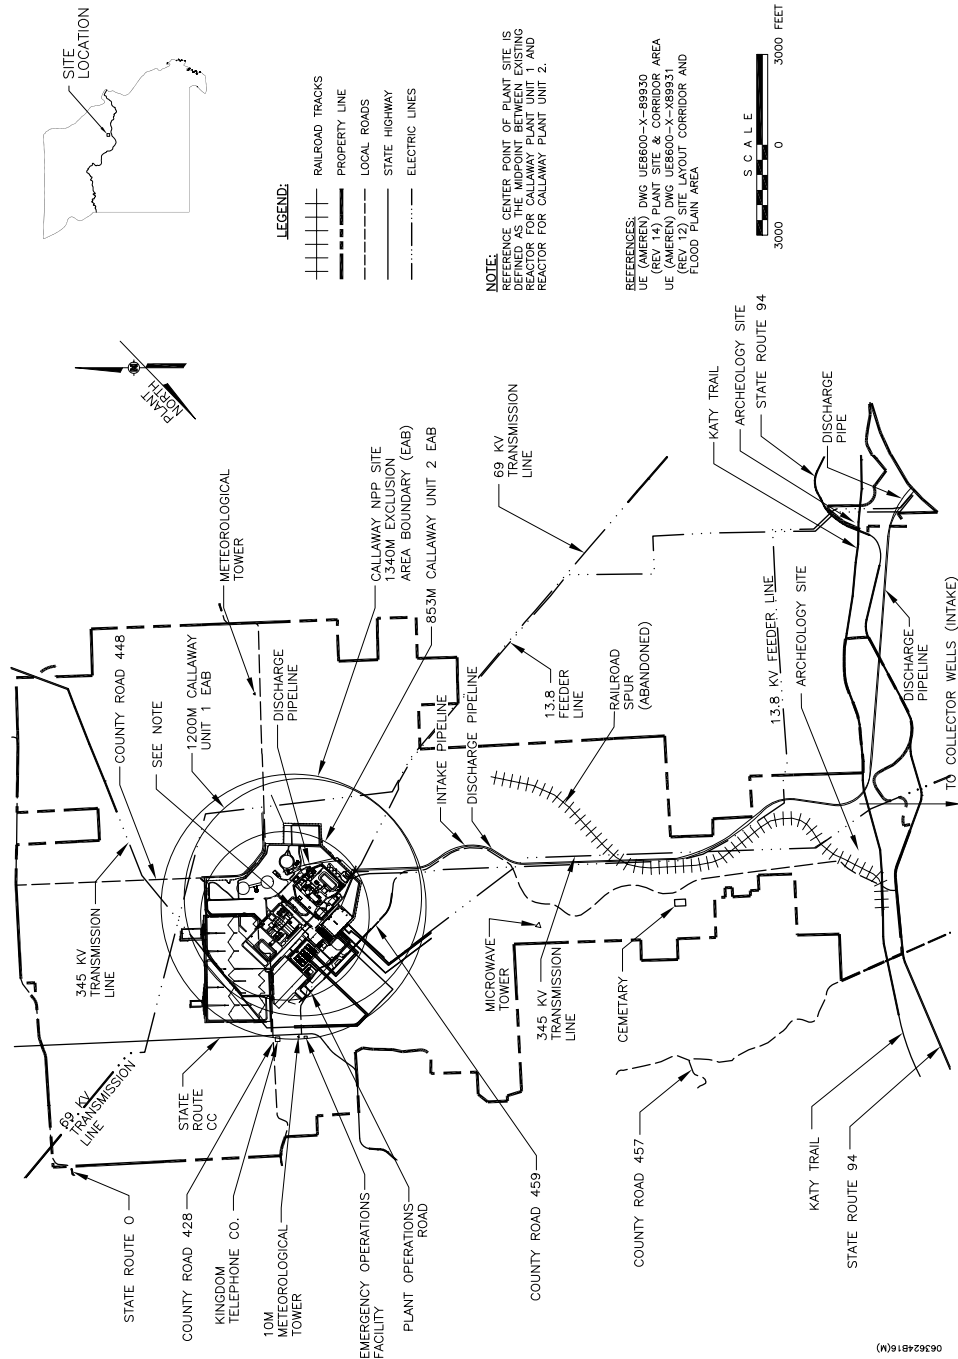 SITE
LOCATION
LEGEND:
RAILROAD TRACKS
PROPERTY LINE
LOCAL ROADS
STATE HIGHWAY
ELECTRIC LINES
NOTE:
REFERENCE CENTER POINT OF PLANT SITE IS
DEFINED AS THE MIDPOINT BETWEEN EXISTING
REACTOR FOR CALLAWAY PLANT UNIT 1 AND
REACTOR FOR CALLAWAY PLANT UNIT 2.
REFERENCES:
UE (AMEREN) DWG UE8600-X-89930
(REV 14) PLANT SITE & CORRIDOR AREA
UE (AMEREN) DWG UE8600-X-X89931
(REV 12) SITE LAYOUT CORRIDOR AND
FLOOD PLAIN AREA
SCALE
3000
0
3000 FEET
PLANT
NORTH
METEOROLOGICAL
TOWER
CALLAWAY NPP SITE
1340M EXCLUSION
AREA BOUNDARY (EAB)
853M CALLAWAY UNIT 2 EAB
69 KV
TRANSMISSION
LINE
KATY TRAIL
ARCHEOLOGY SITE
STATE ROUTE 94
DISCHARGE
PIPE
COUNTY ROAD 448
SEE NOTE
1200M CALLAWAY
UNIT 1 EAB
DISCHARGE
PIPELINE
INTAKE PIPELINE
DISCHARGE PIPELINE
13.8
FEEDER
LINE
RAILROAD
SPUR
(ABANDONED)
13.8 KV FEEDER LINE
ARCHEOLOGY SITE
DISCHARGE
PIPELINE
TO COLLECTOR WELLS (INTAKE)
345 KV
TRANSMISSION
LINE
MICROWAVE
TOWER
345 KV
TRANSMISSION
LINE
CEMETARY
69 KV
TRANSMISSION
LINE
STATE
ROUTE
CC
STATE ROUTE O
COUNTY ROAD 428
KINGDOM
TELEPHONE CO.
10M
METEOROLOGICAL
TOWER
EMERGENCY OPERATIONS
FACILITY
PLANT OPERATIONS
ROAD
COUNTY ROAD 459
COUNTY ROAD 457
KATY TRAIL
STATE ROUTE 94
063624B16(M)